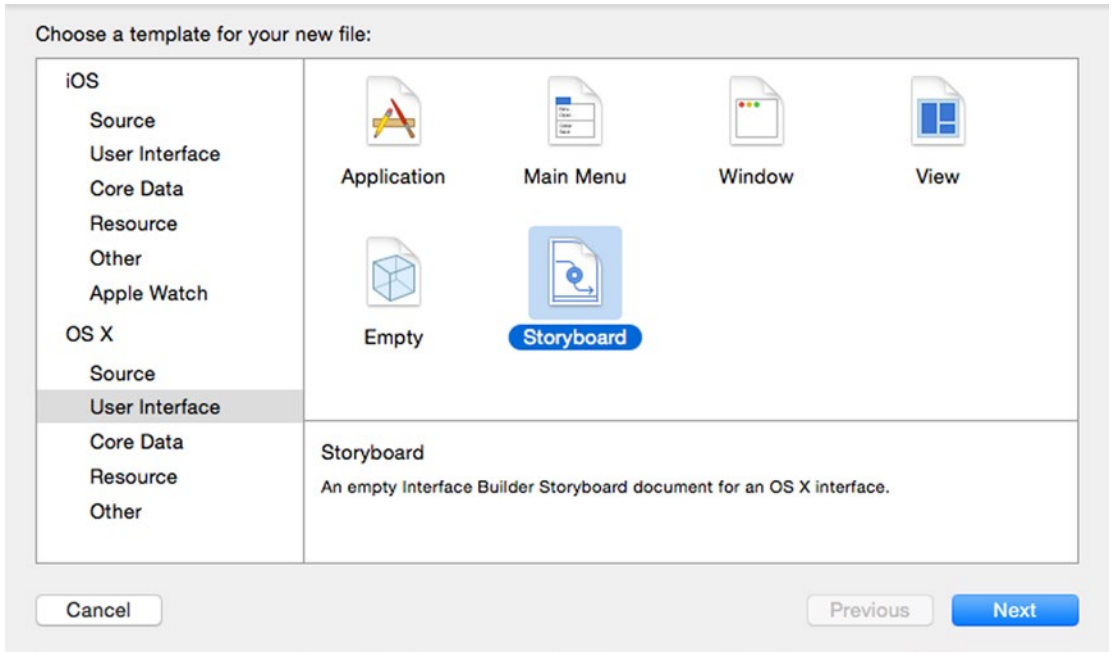 Choose a template for your new file:
iOS
Source
User Interface
Core Data
Resource
Other
Apple Watch
OS X
Source
User Interface
Core Data
Resource
Other
Application
Main Menu
Window
View
Empty
Storyboard
Storyboard
An empty Interface Builder Storyboard document for an OS X interface.
Cancel
Previous
Next